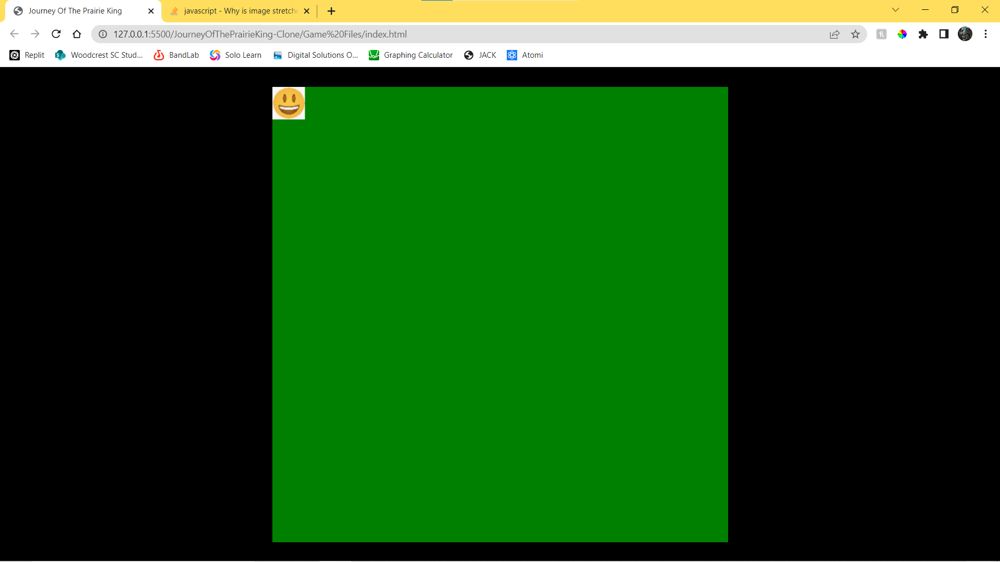 Journey Of The Prairie King
javascript - Why is image stretche
127.0.0.1:5500/JourneyOfThePrairieKing-Clone/Game%20Files/index.html
Replit Woodcrest SC Stud... BandLab Solo Learn Digital Solutions O... Graphing Calculator JACK Atomi